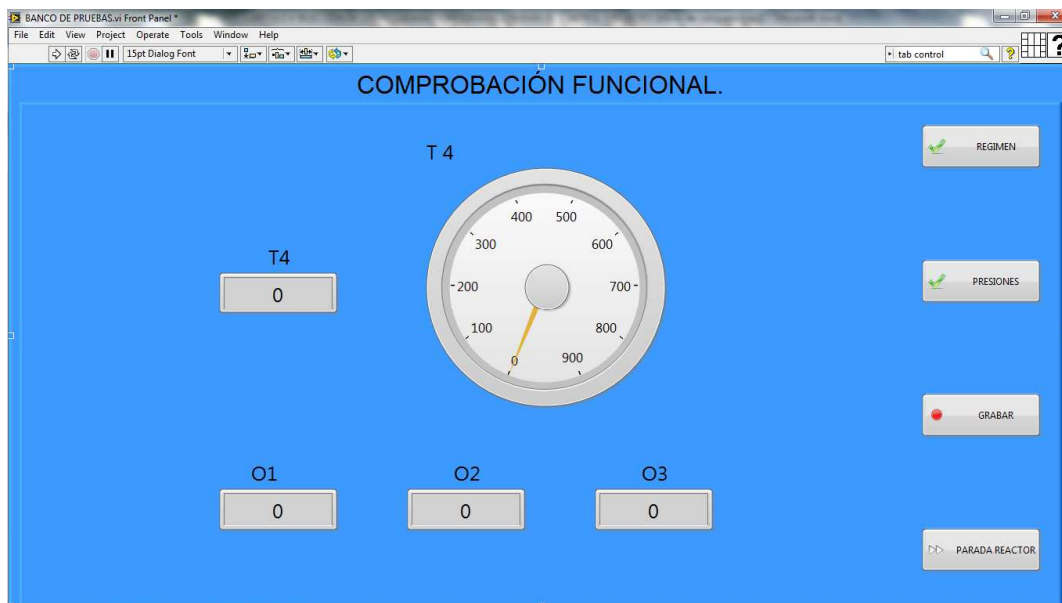 BANCO DE PRUEBAS.vi Front Panel *
File Edit View Project Operate Tools Window Help
15pt Dialog Font
tab control
?
?
COMPROBACIÓN FUNCIONAL.
T 4
REGIMEN
400 500
300 600
T4
0
200 700
PRESIONES
100 800
0 900
GRABAR
O1 O2 O3
0 0 0
PARADA REACTOR